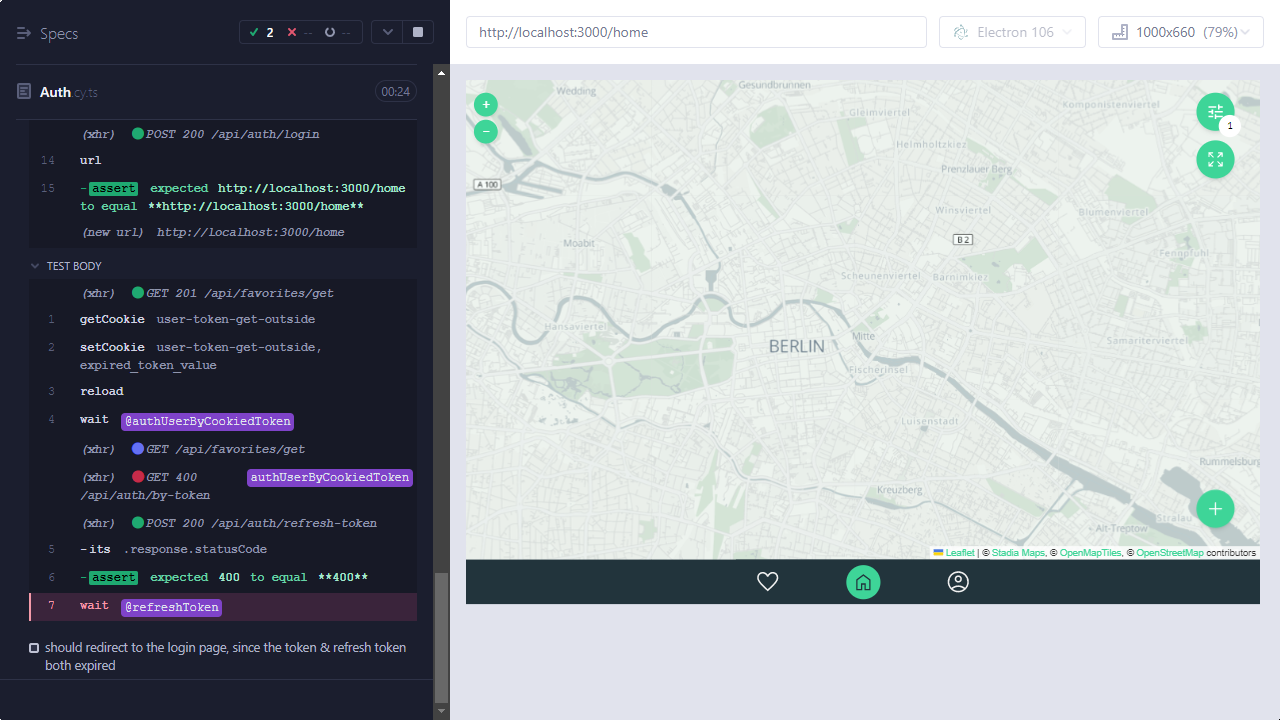 Specs
2
--
--
Auth.cy.ts
00:24
(xhr) POST 200 /api/auth/login
14 url
15 -assert expected http://localhost:3000/home
to equal **http://localhost:3000/home**
(new url) http://localhost:3000/home
TEST BODY
(xhr) GET 201 /api/favorites/get
1 getCookie user-token-get-outside
2 setCookie user-token-get-outside,
expired_token_value
3 reload
4 wait @authUserByCookiedToken
(xhr) GET /api/favorites/get
(xhr) GET 400 authUserByCookiedToken
/api/auth/by-token
(xhr) POST 200 /api/auth/refresh-token
5 -its .response.statusCode
6 -assert expected 400 to equal **400**
7 wait @refreshToken
should redirect to the login page, since the token & refresh token
both expired
http://localhost:3000/home
Electron 106
1000x660 (79%)
+
−
1
Wedding
Gesundbrunnen
Gleimviertel
Komponistenviertel
Helmholtzkiez
Prenzlauer Berg
A 100
Winsviertel
Blumenviertel
Moabit
B 2
Fennpfuhl
Scheunenviertel
Barnimkiez
Hansaviertel
Mitte
BERLIN
Samariterviertel
Fischerinsel
Luisenstadt
Rummelsburg
Kreuzberg
Stralau
Alt-Treptow
+
Leaflet | © Stadia Maps, © OpenMapTiles, © OpenStreetMap contributors